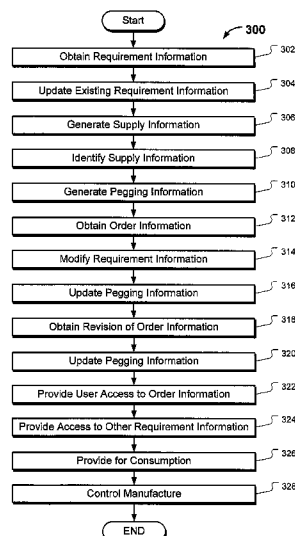 Start
300
Obtain Requirement Information
302
Update Existing Requirement Information
304
Generate Supply Information
306
Identify Supply Information
308
Generate Pegging Information
310
Obtain Order Information
312
Modify Requirement Information
314
Update Pegging Information
316
Obtain Revision of Order Information
318
Update Pegging Information
320
Provide User Access to Order Information
322
Provide Access to Other Requirement Information
324
Provide for Consumption
326
Control Manufacture
328
END